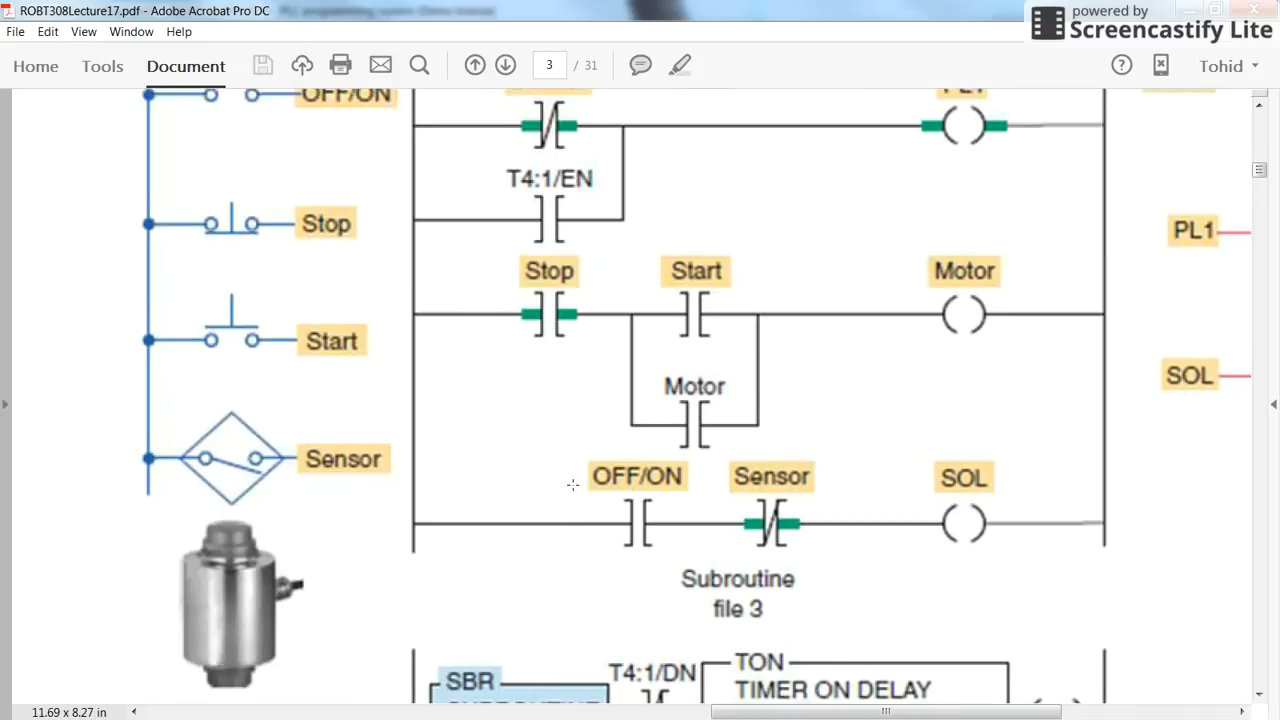 ROBT308Lecture17.pdf - Adobe Acrobat Pro DC
powered by
Screencastify Lite
File Edit View Window Help
Home Tools Document 3 / 31 Tohid
OFF/ON
PL1
T4:1/EN
Stop
Stop Start Motor
PL1
Start
Motor
SOL
Sensor
OFF/ON Sensor SOL
Subroutine
file 3
T4:1/DN TON
SBR TIMER ON DELAY
11.69 x 8.27 in